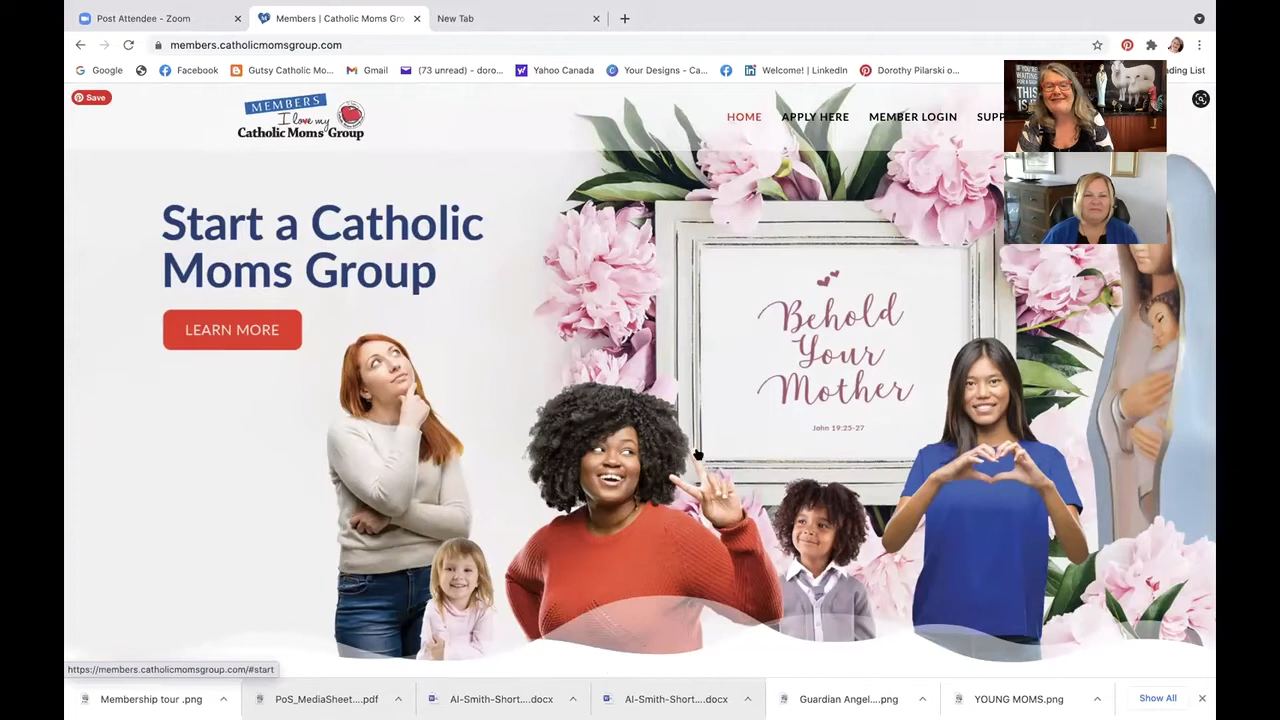 Post Attendee - Zoom
Members | Catholic Moms Gro
New Tab
members.catholicmomsgroup.com
Google
Facebook
Gutsy Catholic Mo...
Gmail
(73 unread) - doro...
Yahoo Canada
Your Designs - Ca...
Welcome! | LinkedIn
Dorothy Pilarski o...
ding List
Save
MEMBERS
I love my
Catholic Moms Group
HOME
APPLY HERE
MEMBER LOGIN
SUPP
THIS
Start a Catholic
Moms Group
LEARN MORE
Behold
Your
Mother
John 19:25-27
https://members.catholicmomsgroup.com/#start
Membership tour .png
PoS_MediaSheet....pdf
AI-Smith-Short....docx
AI-Smith-Short....docx
Guardian Angel....png
YOUNG MOMS.png
Show All